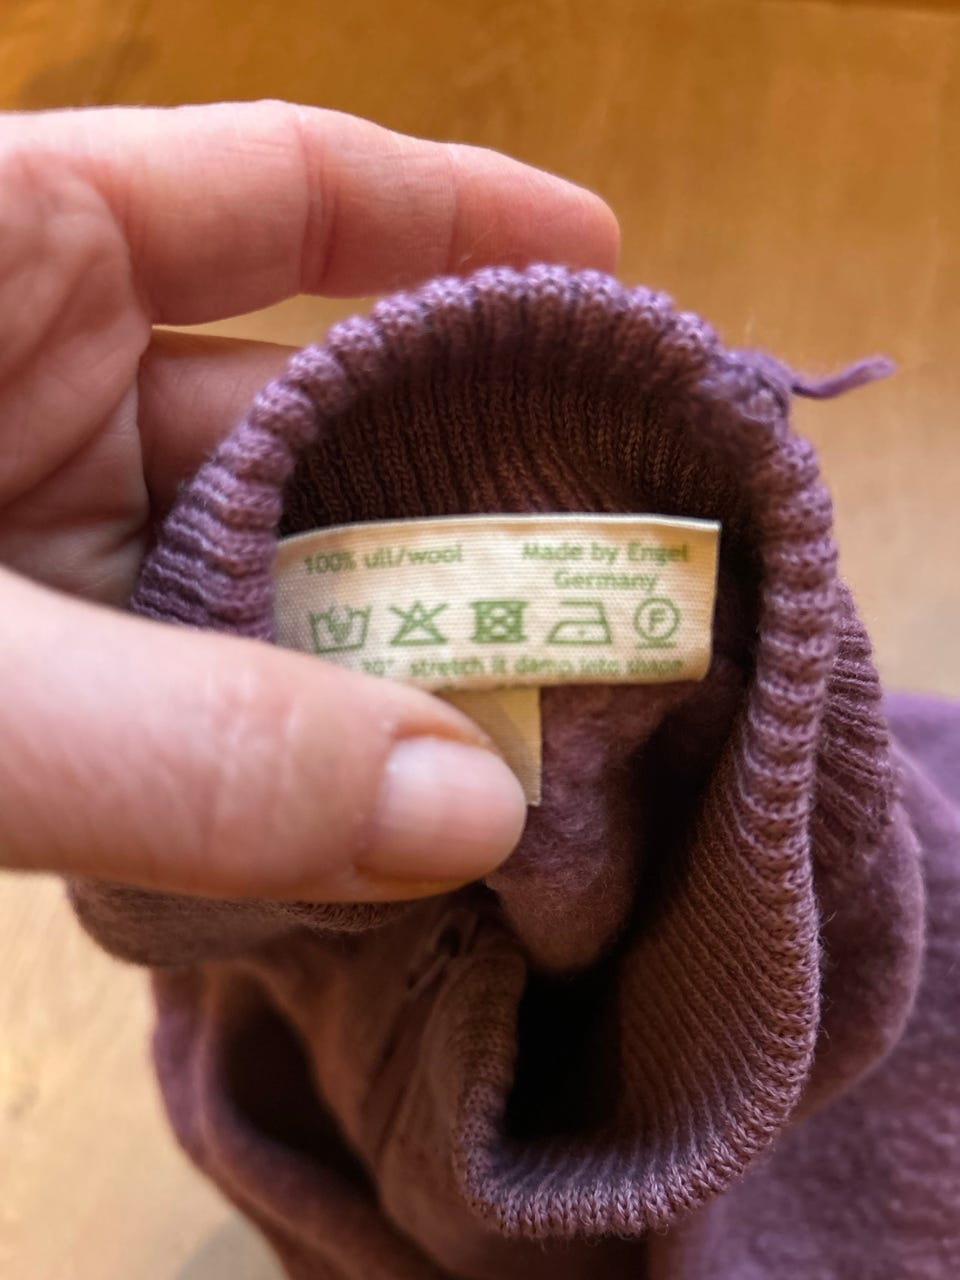 100% ull/wool
Made by Engel
Germany
F
30° stretch it damp into shape